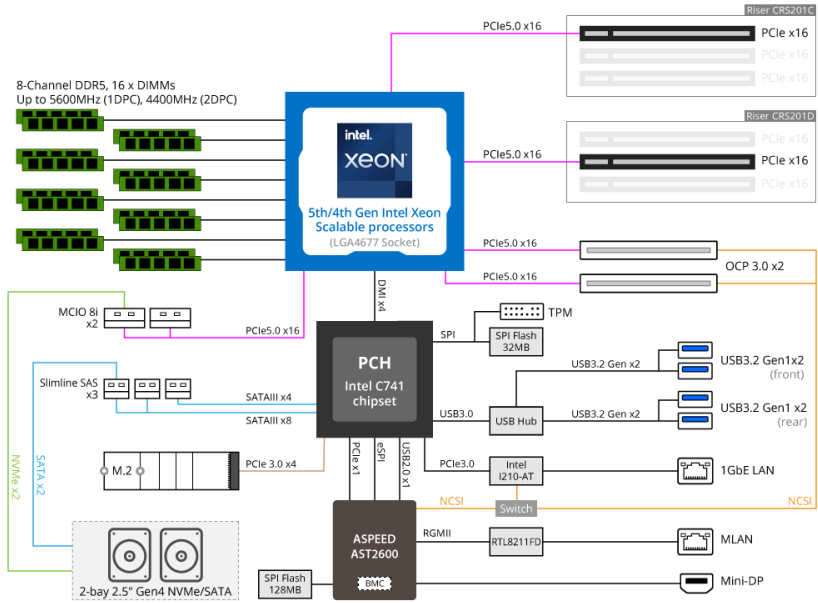 Riser CRS201C
PCIe5.0 x16
PCIe x16
PCIe x16
PCIe x16
8-Channel DDR5, 16 x DIMMs
Up to 5600MHz (1DPC), 4400MHz (2DPC)
Riser CRS201D
intel.
xeon
PCIe x16
PCIe5.0 x16
PCIe x16
PCIe x16
5th/4th Gen Intel Xeon
Scalable processors
(LGA4677 Socket)
PCIe5.0 x16
OCP 3.0 x2
PCIe5.0 x16
DMI x4
MCIO 8i
x2
PCIe5.0 x16
SPI
TPM
SPI Flash
32MB
PCH
Intel C741
chipset
USB3.2 Gen x2
USB3.2 Gen1x2
(front)
Slimline SAS
x3
SATAIII x4
SATAIII x8
USB3.0
USB Hub
USB3.2 Gen x2
USB3.2 Gen1 x2
(rear)
M.2
PCIe 3.0 x4
PCIe x1
eSPI
USB2.0 x1
PCIe3.0
Intel
I210-AT
1GbE LAN
NVMe x2
SATA x2
NCSI
Switch
NCSI
ASPEED
AST2600
RGMII
RTL8211FD
MLAN
2-bay 2.5" Gen4 NVMe/SATA
SPI Flash
128MB
BMC
Mini-DP